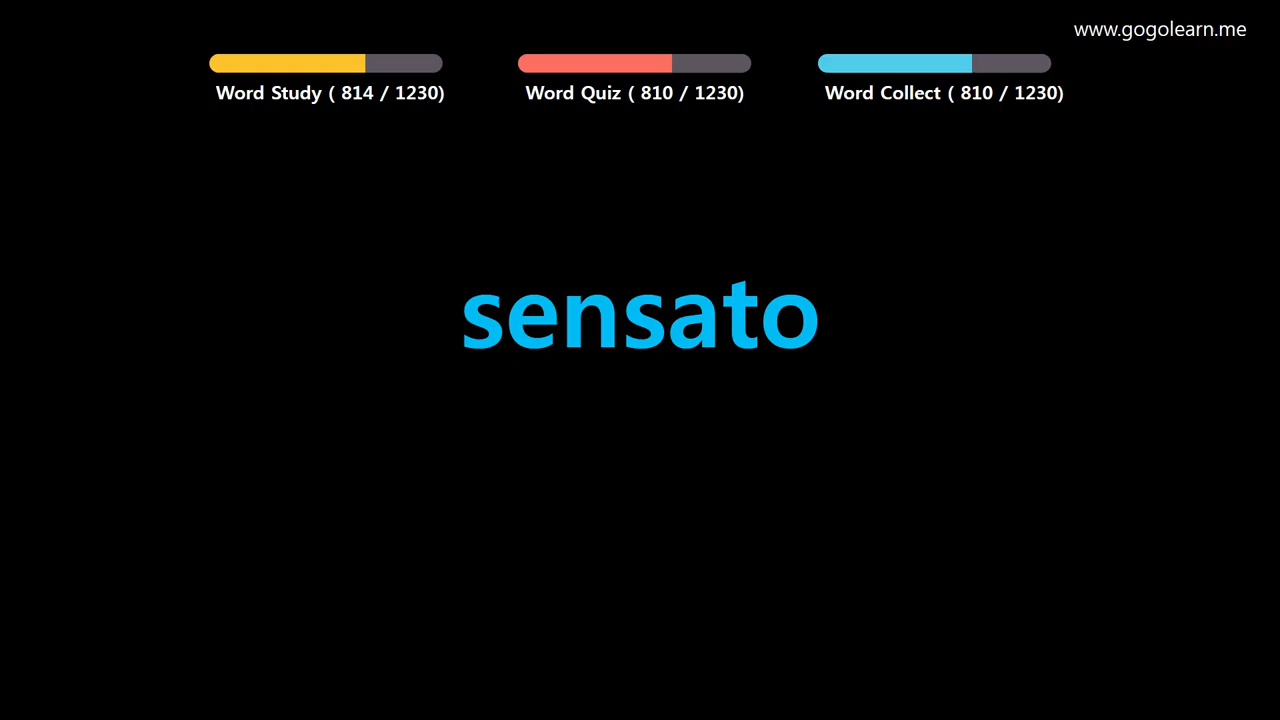 www.gogolearn.me
Word Study ( 814 / 1230)
Word Quiz ( 810 / 1230)
Word Collect ( 810 / 1230)
sensato